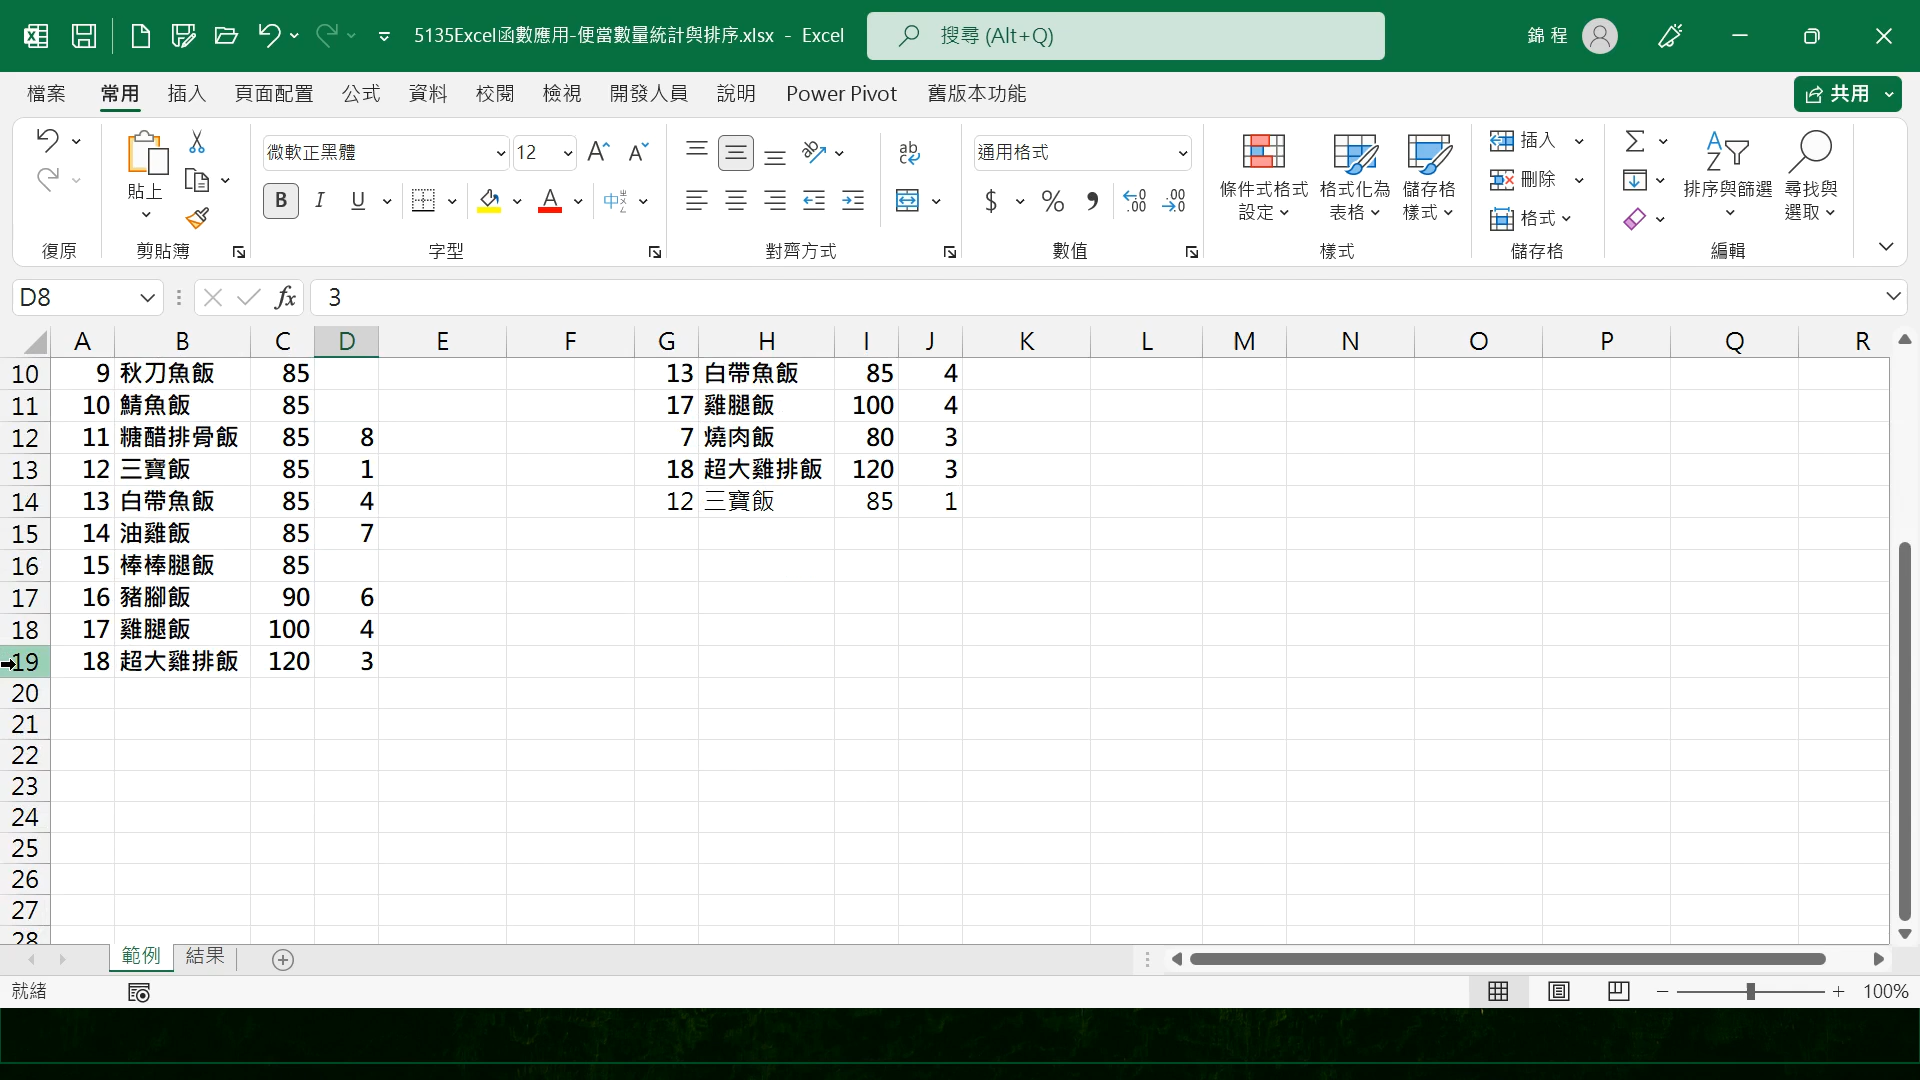 5135Excel函數應用-便當數量統計與排序.xlsx - Excel
搜尋 (Alt+Q)
錦 程
檔案 常用 插入 頁面配置 公式 資料 校閱 檢視 開發人員 說明 Power Pivot 舊版本功能
共用
貼上
微軟正黑體 12
通用格式
條件式格式設定
格式化為表格
儲存格樣式
插入
刪除
格式
排序與篩選
尋找與選取
復原 剪貼簿 字型 對齊方式 數值 樣式 儲存格 編輯
D8 fx 3
A B C D E F G H I J K L M N O P Q R
10 9 秋刀魚飯 85 13 白帶魚飯 85 4
11 10 鯖魚飯 85 17 雞腿飯 100 4
12 11 糖醋排骨飯 85 8 7 燒肉飯 80 3
13 12 三寶飯 85 1 18 超大雞排飯 120 3
14 13 白帶魚飯 85 4 12 三寶飯 85 1
15 14 油雞飯 85 7
16 15 棒棒腿飯 85
17 16 豬腳飯 90 6
18 17 雞腿飯 100 4
19 18 超大雞排飯 120 3
20
21
22
23
24
25
26
27
28
範例 結果
就緒
100%